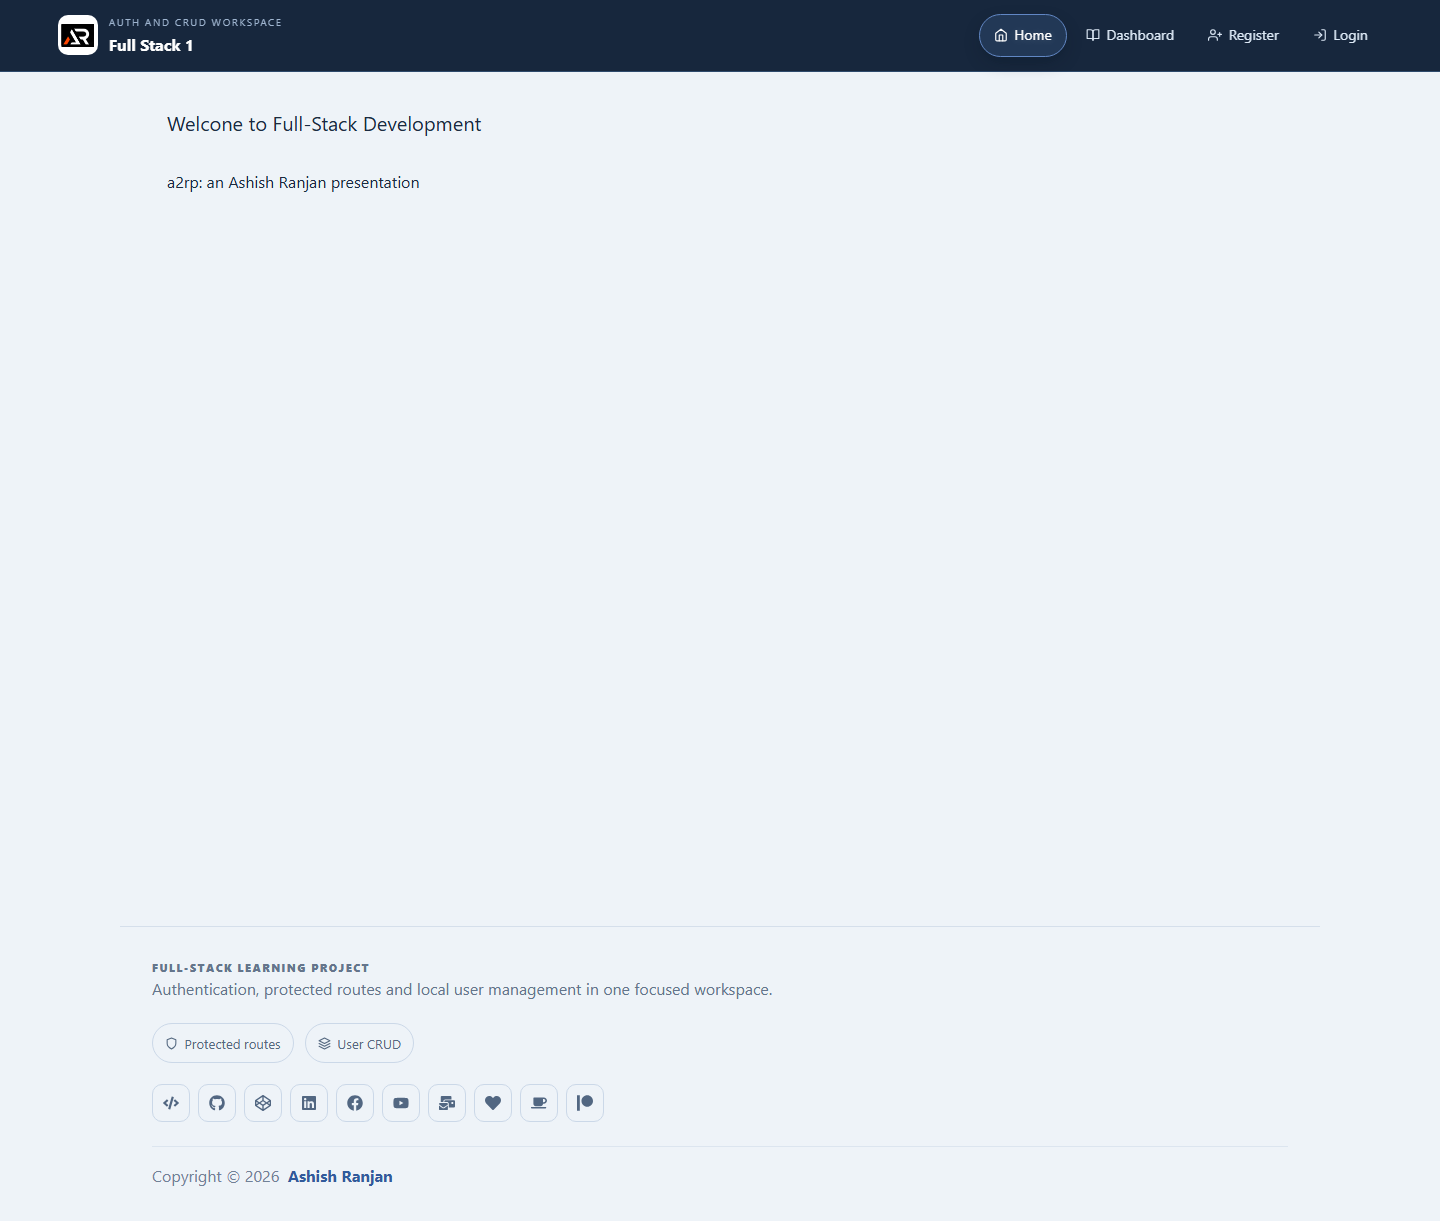 AUTH AND CRUD WORKSPACE
Full Stack 1
Home
Dashboard
Register
Login
Welcone to Full-Stack Development
a2rp: an Ashish Ranjan presentation
FULL-STACK LEARNING PROJECT
Authentication, protected routes and local user management in one focused workspace.
Protected routes
User CRUD
Copyright © 2026 Ashish Ranjan